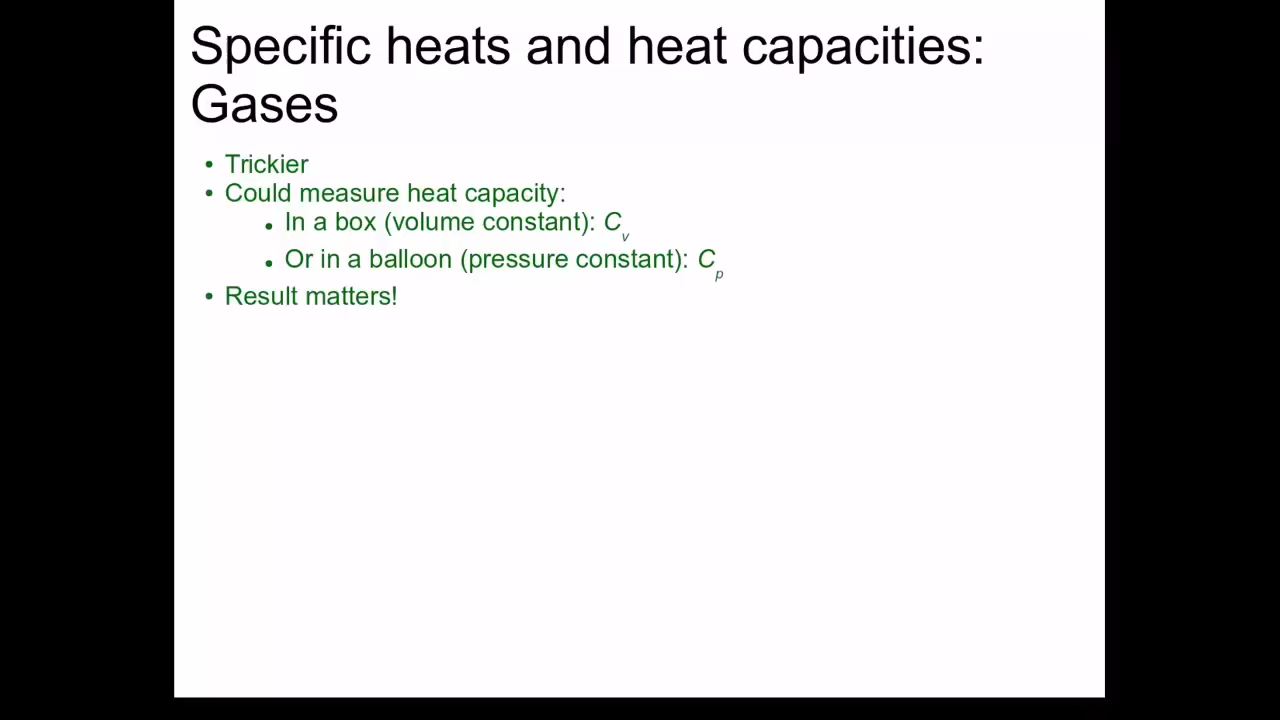 Specific heats and heat capacities:
Gases
• Trickier
• Could measure heat capacity:
• In a box (volume constant): Cv
• Or in a balloon (pressure constant): Cp
• Result matters!